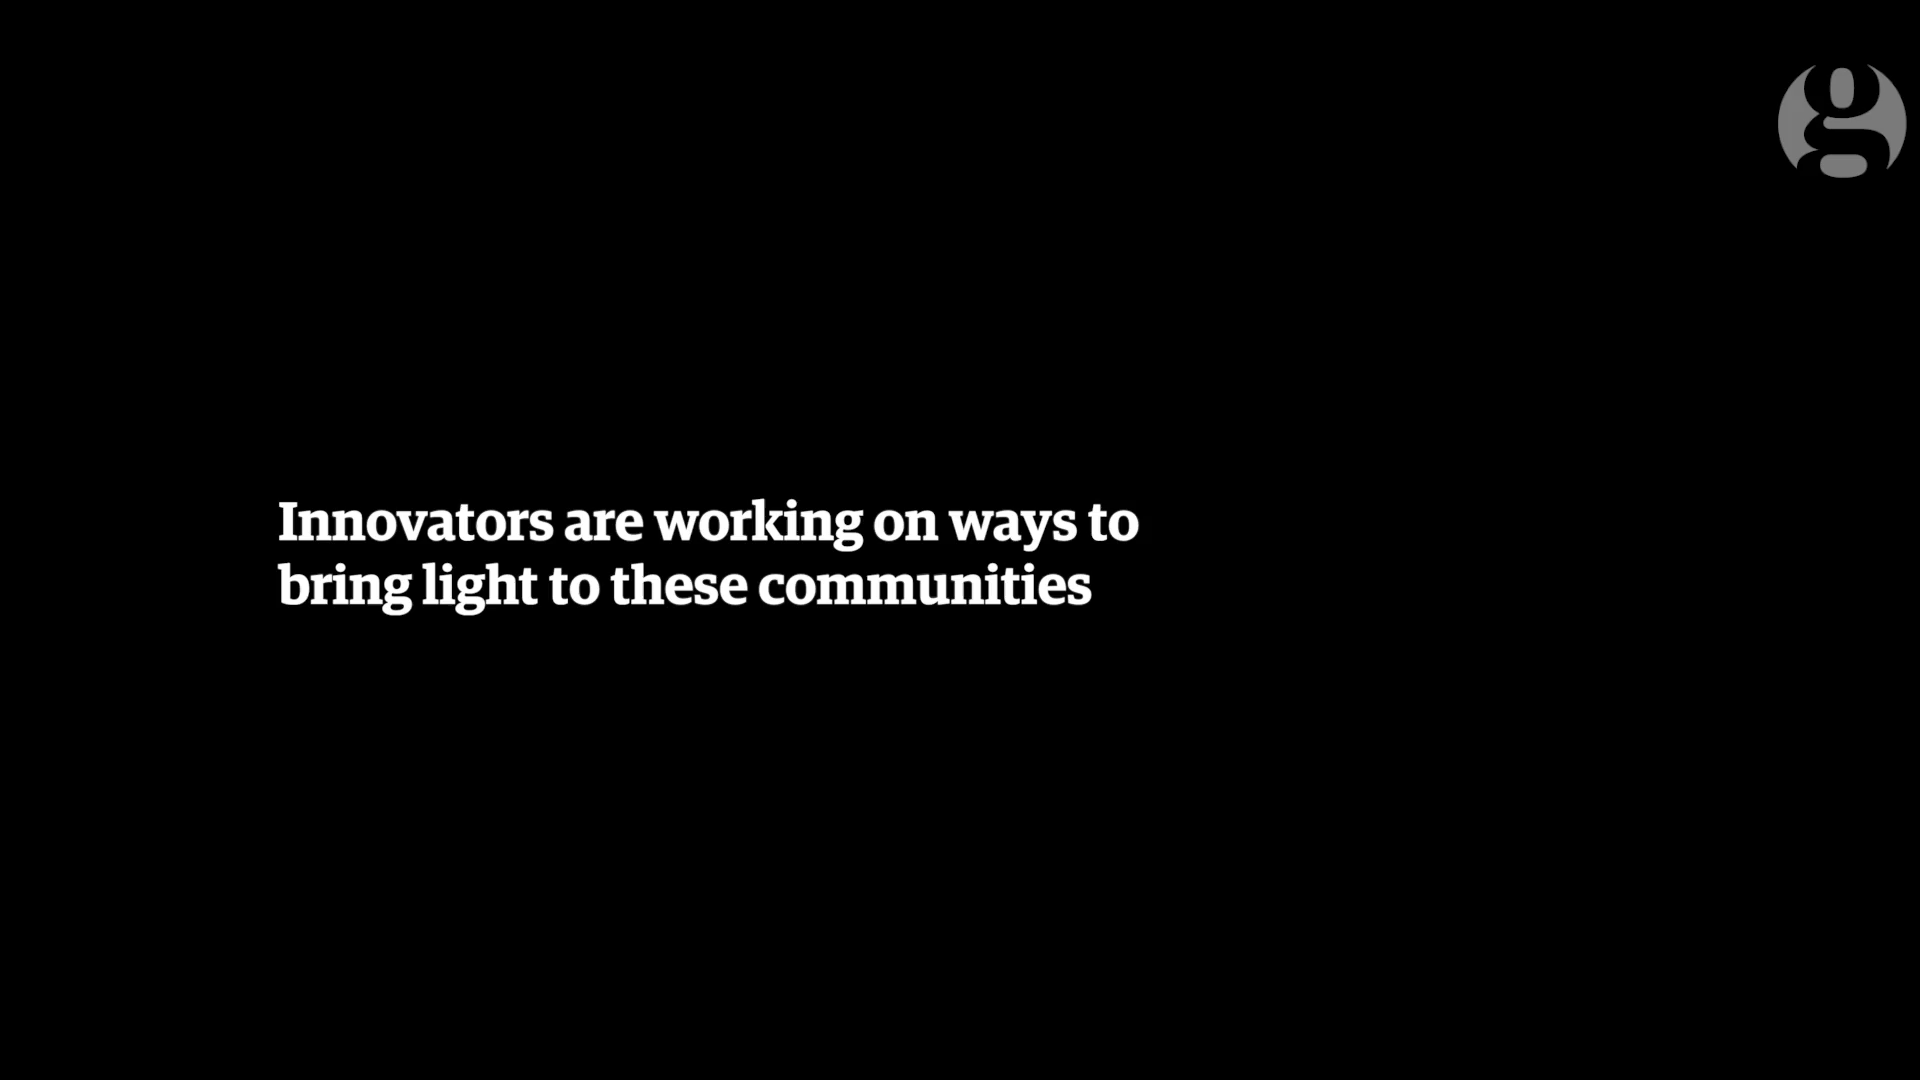 g
Innovators are working on ways to
bring light to these communities